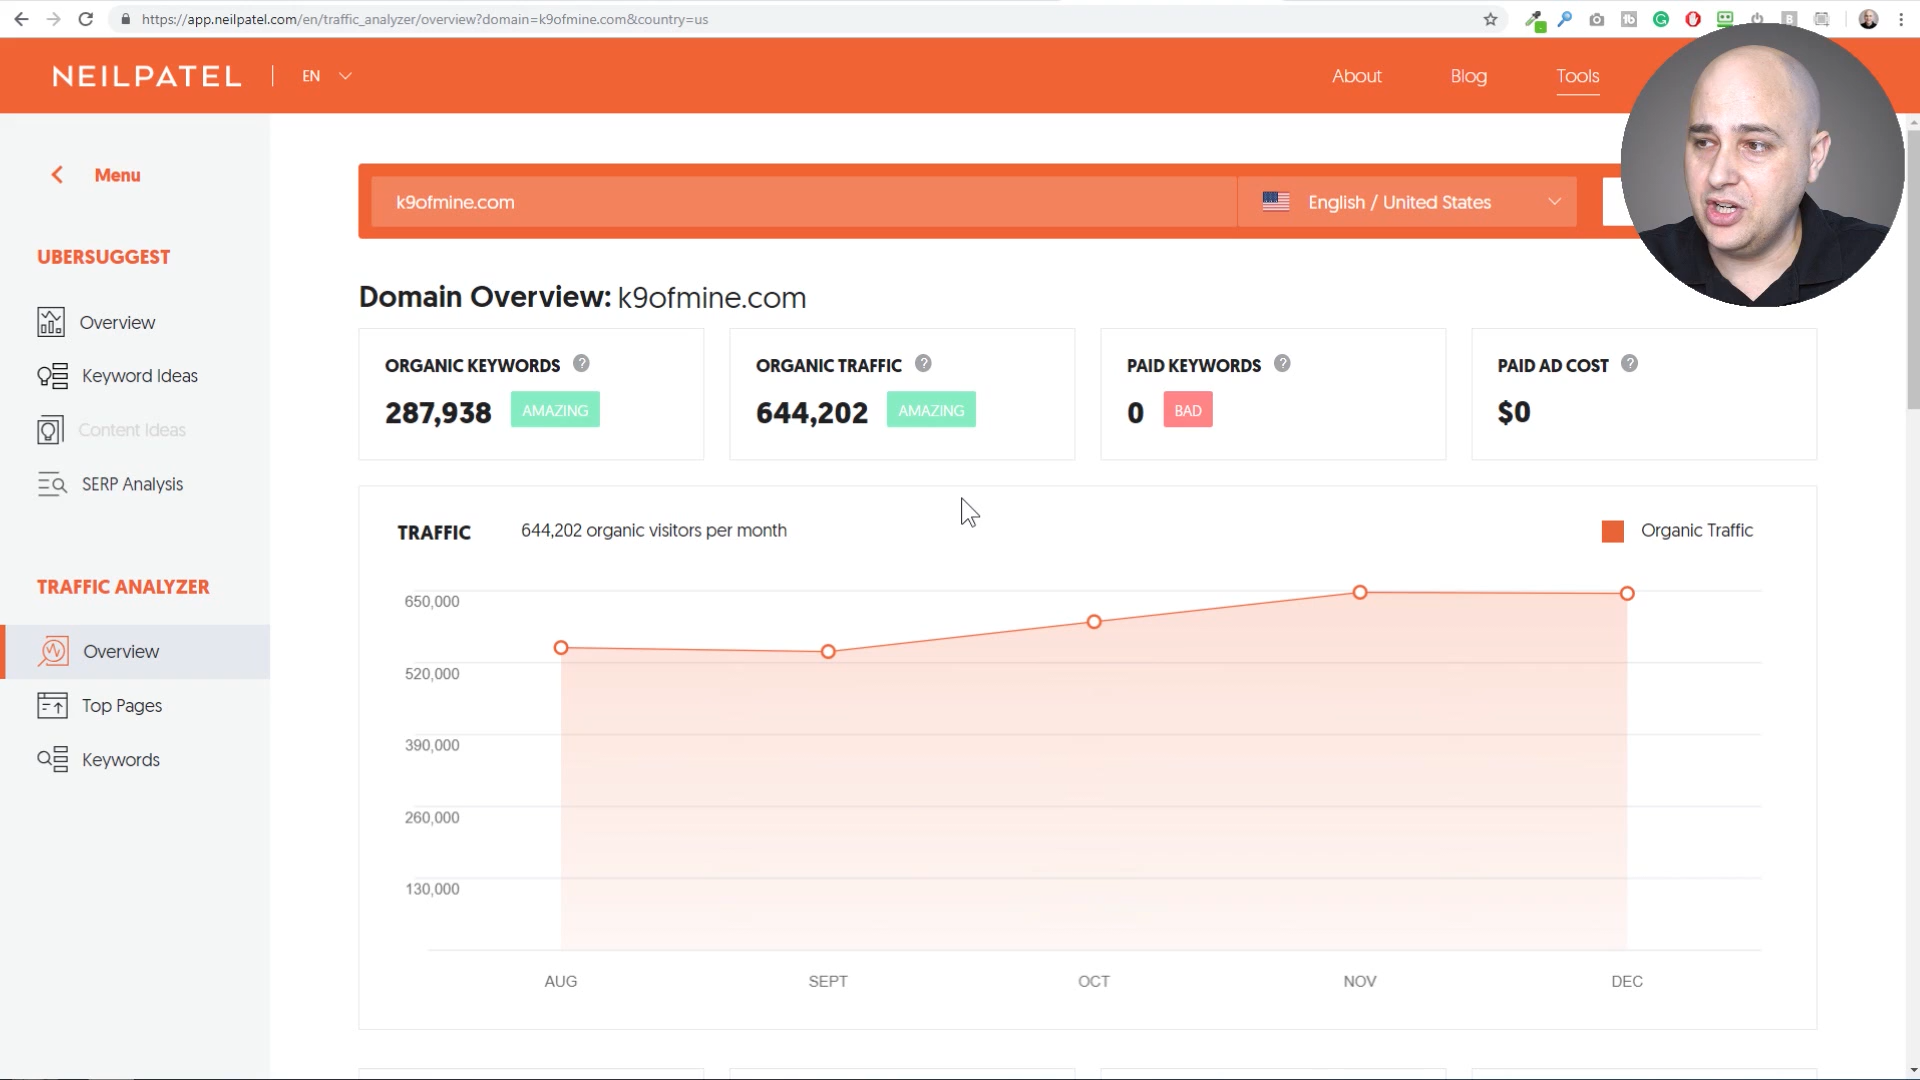 https://app.neilpatel.com/en/traffic_analyzer/overview?domain=k9ofmine.com&country=us
NEILPATEL
EN
About
Blog
Tools
Menu
k9ofmine.com
English / United States
UBERSUGGEST
Overview
Keyword Ideas
Content Ideas
SERP Analysis
TRAFFIC ANALYZER
Overview
Top Pages
Keywords
Domain Overview: k9ofmine.com
ORGANIC KEYWORDS ?
287,938 AMAZING
ORGANIC TRAFFIC ?
644,202 AMAZING
PAID KEYWORDS ?
0 BAD
PAID AD COST ?
$0
TRAFFIC 644,202 organic visitors per month
Organic Traffic
650,000
520,000
390,000
260,000
130,000
AUG SEPT OCT NOV DEC